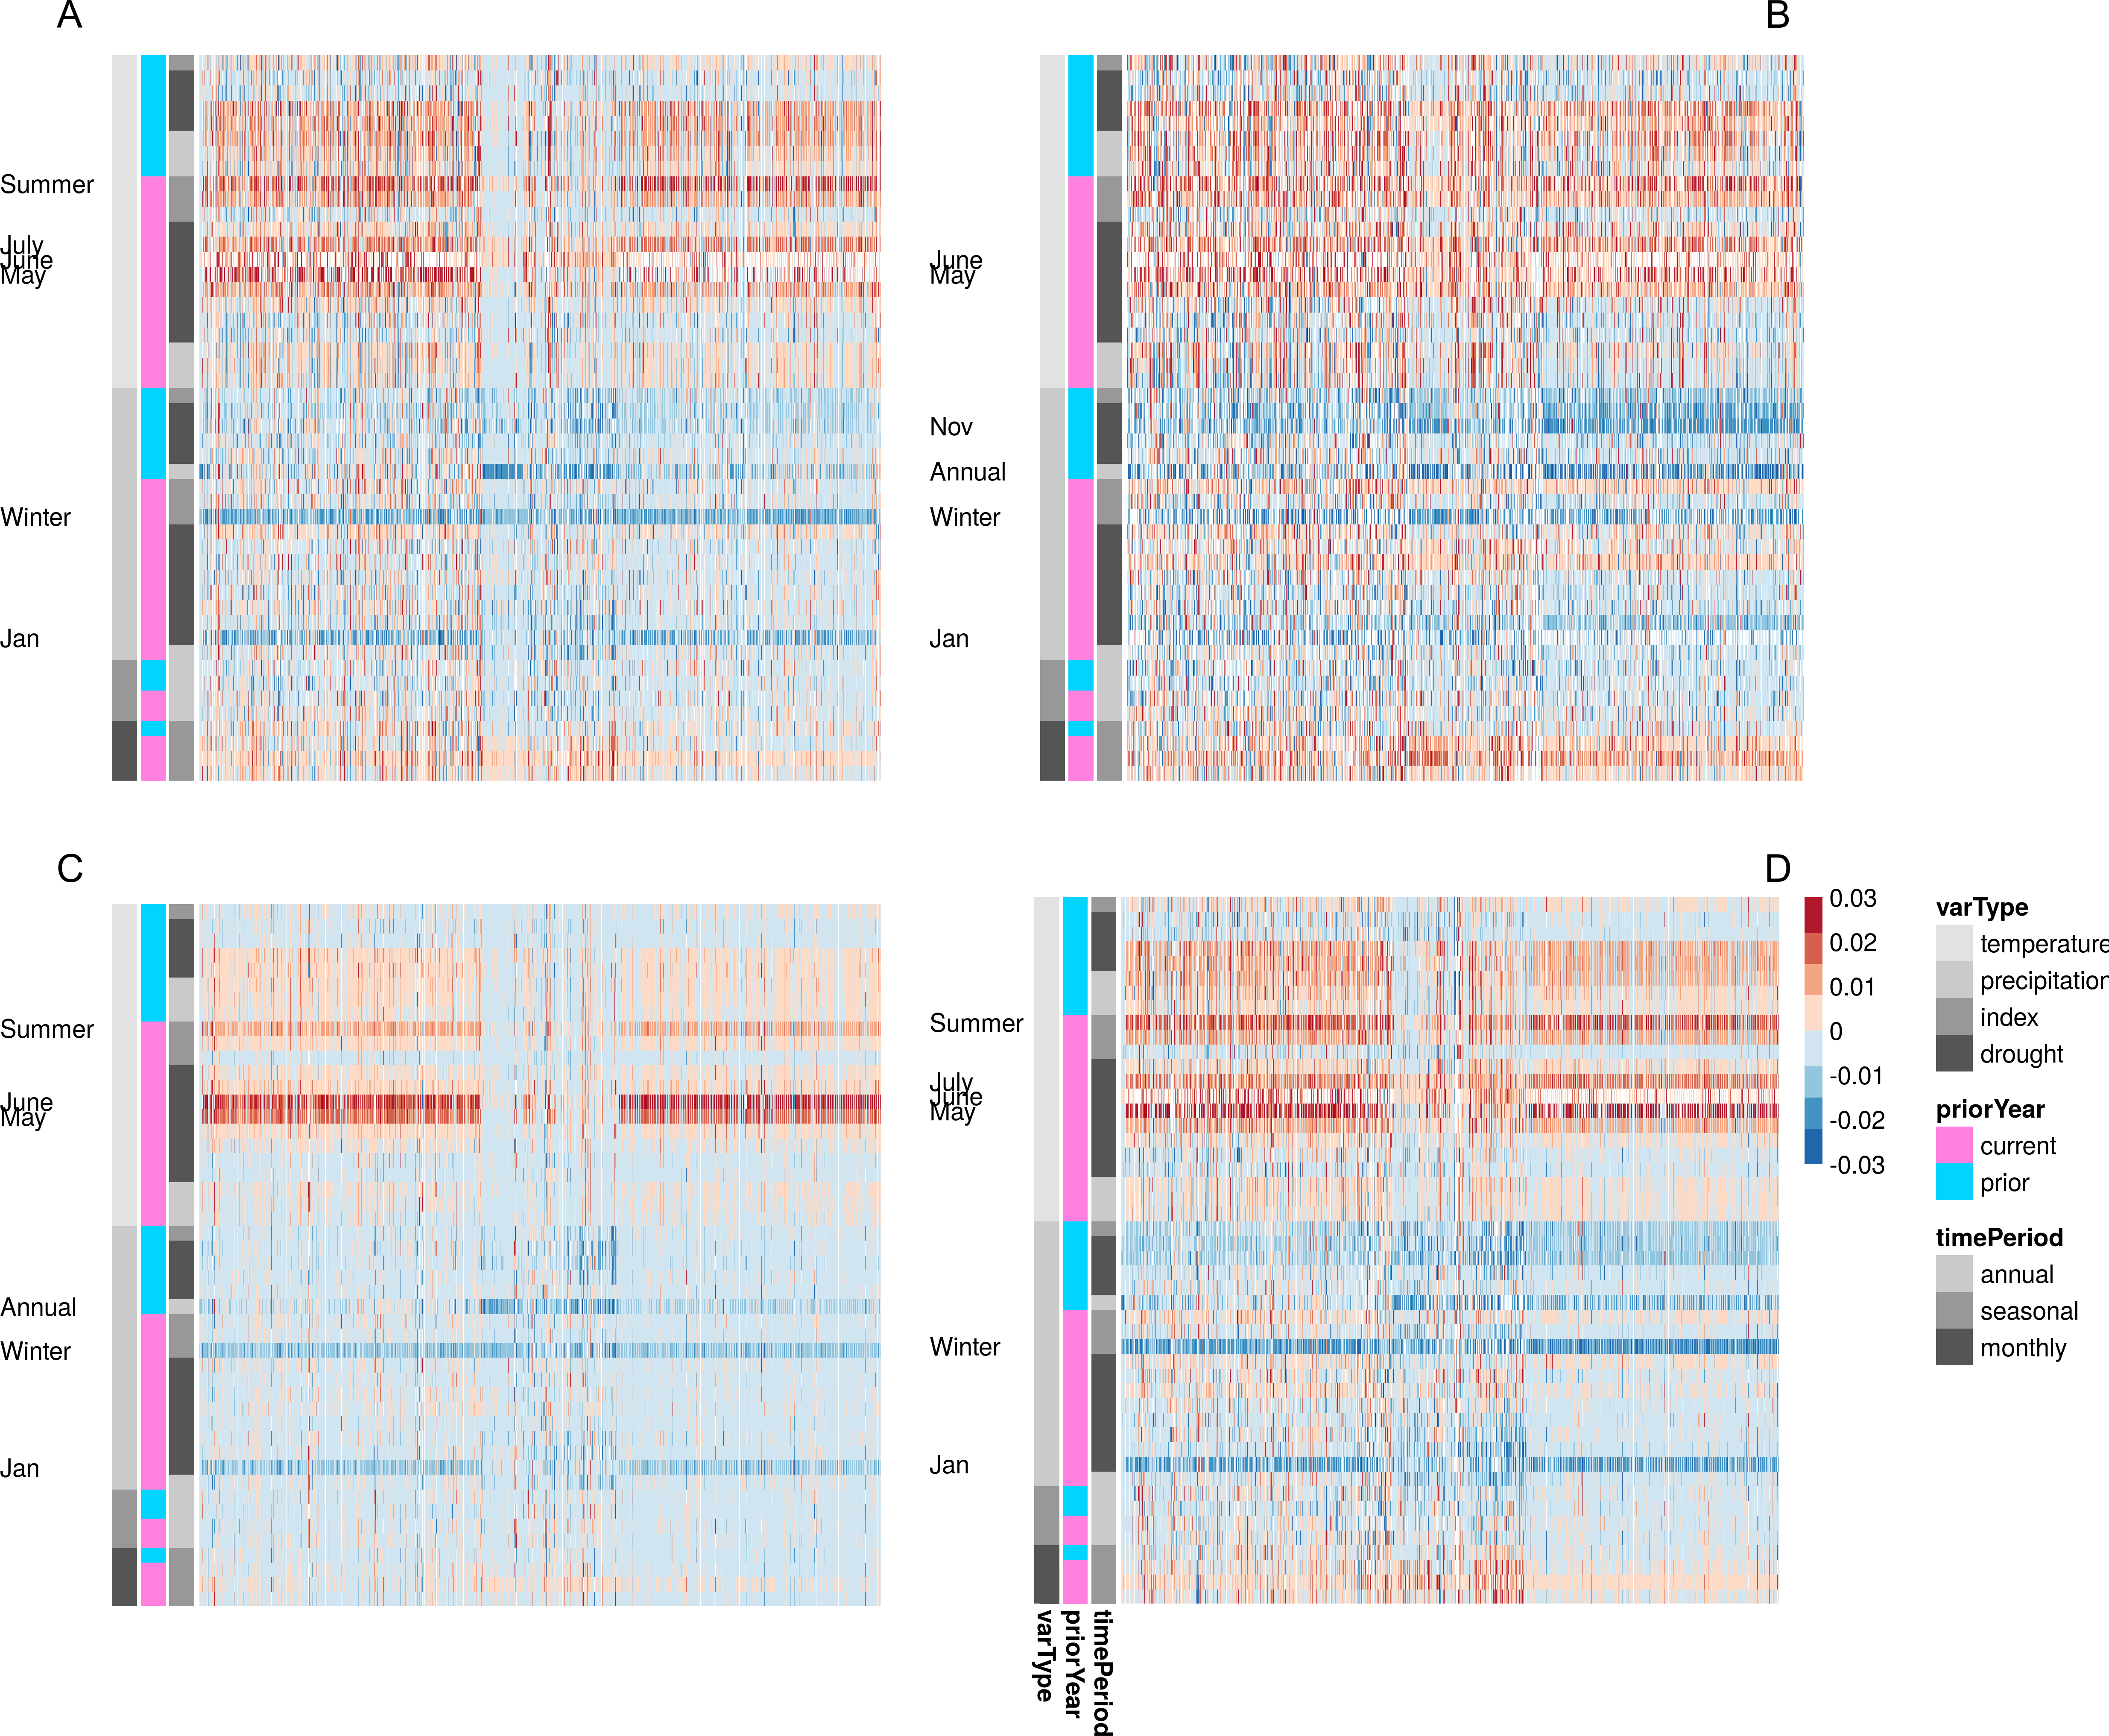 A
Summer
July
June
May
Winter
Jan
B
June
May
Nov
Annual
Winter
Jan
C
Summer
June
May
Annual
Winter
Jan
D
Summer
July
June
May
Winter
Jan
varType
priorYear
timePeriod
0.03
0.02
0.01
0
-0.01
-0.02
-0.03
varType
temperature
precipitation
index
drought
priorYear
current
prior
timePeriod
annual
seasonal
monthly